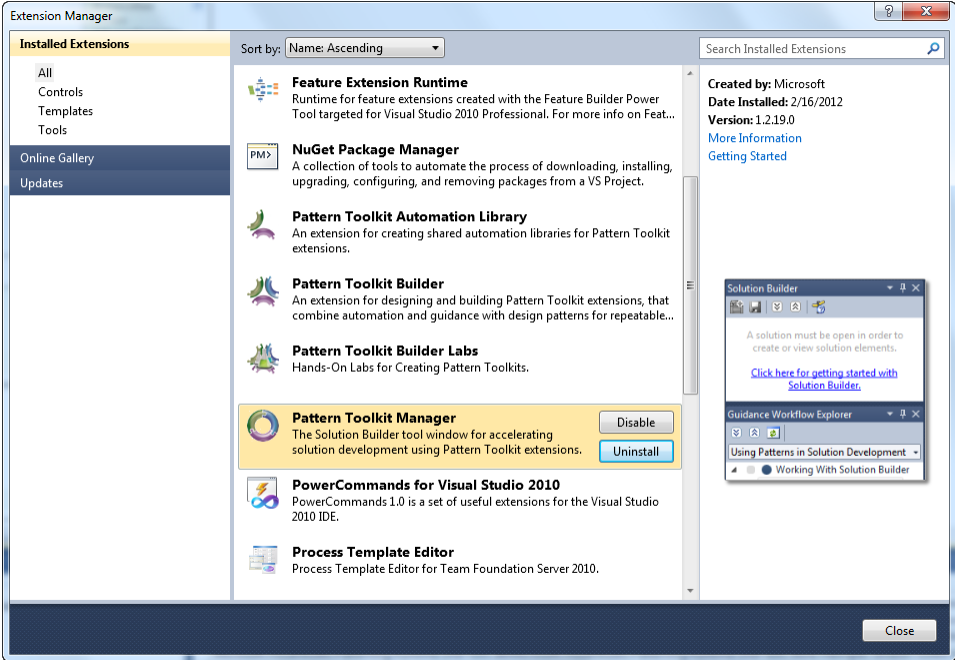 Extension Manager
Installed Extensions
All
Controls
Templates
Tools
Online Gallery
Updates
Sort by: Name: Ascending
Feature Extension Runtime
Runtime for feature extensions created with the Feature Builder Power
Tool targeted for Visual Studio 2010 Professional. For more info on Feat...
PM>
NuGet Package Manager
A collection of tools to automate the process of downloading, installing,
upgrading, configuring, and removing packages from a VS Project.
Pattern Toolkit Automation Library
An extension for creating shared automation libraries for Pattern Toolkit
extensions.
Pattern Toolkit Builder
An extension for designing and building Pattern Toolkit extensions, that
combine automation and guidance with design patterns for repeatable...
Pattern Toolkit Builder Labs
Hands-On Labs for Creating Pattern Toolkits.
Pattern Toolkit Manager
The Solution Builder tool window for accelerating
solution development using Pattern Toolkit extensions.
Disable
Uninstall
PowerCommands for Visual Studio 2010
PowerCommands 1.0 is a set of useful extensions for the Visual Studio
2010 IDE.
Process Template Editor
Process Template Editor for Team Foundation Server 2010.
Search Installed Extensions
Created by: Microsoft
Date Installed: 2/16/2012
Version: 1.2.19.0
More Information
Getting Started
Solution Builder
A solution must be open in order to
create or view solution elements.
Click here for getting started with
Solution Builder.
Guidance Workflow Explorer
Using Patterns in Solution Development
Working With Solution Builder
Close